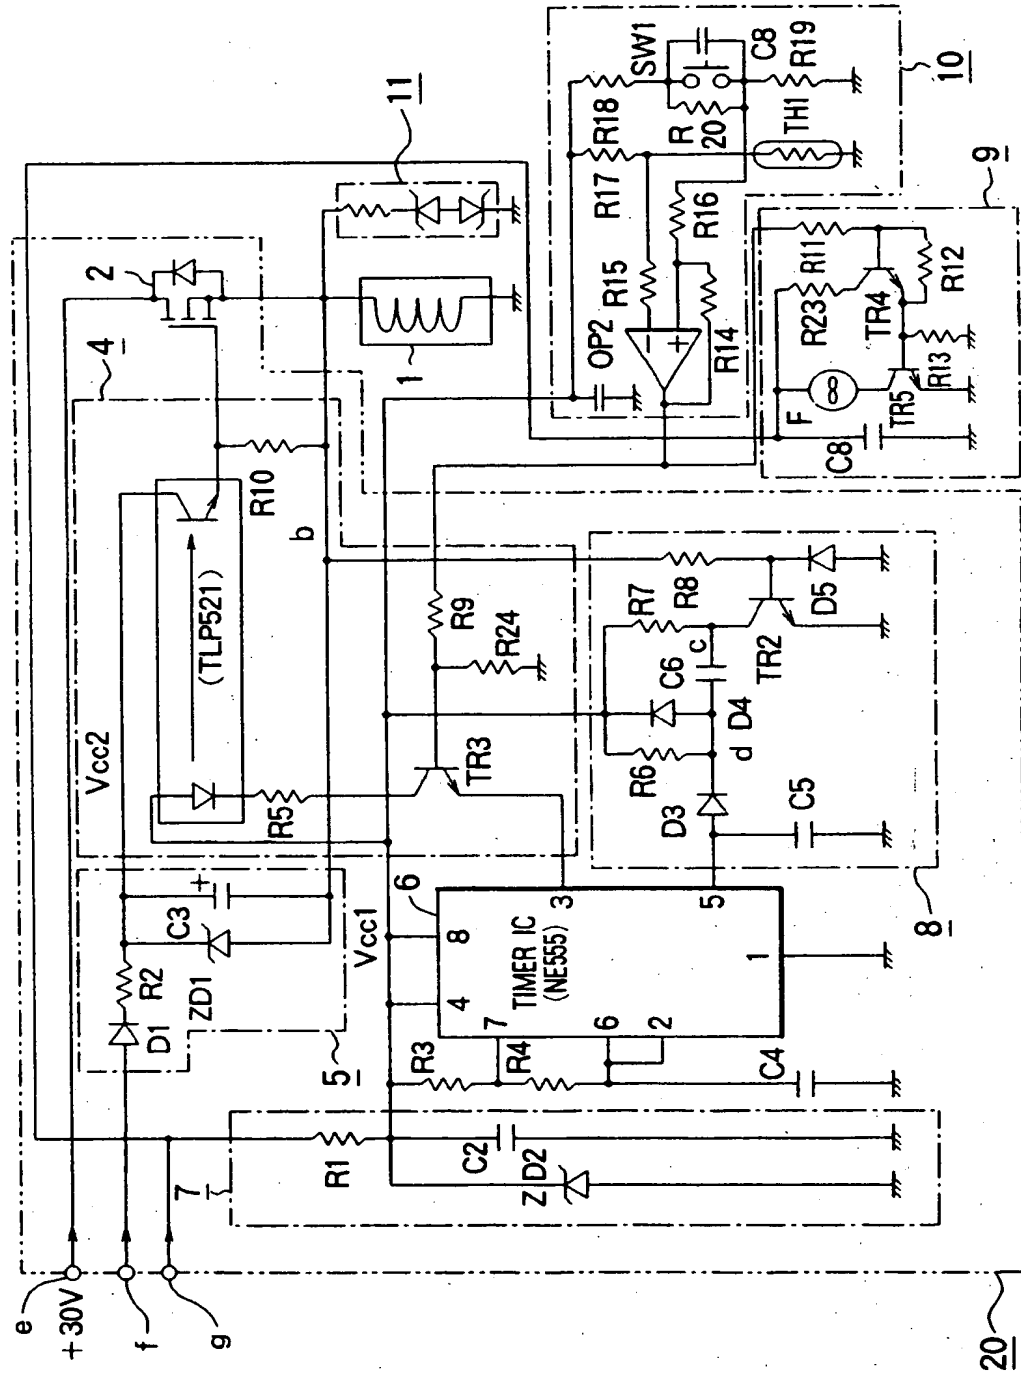 e
+30V
f
g
20
7
R1
C2
ZD2
5
D1
R2
ZD1
C3
+
Vcc2
Vcc1
4
2
(TLP521)
R5
R10
b
1
11
R3
R4
C4
7
6
2
4
8
TIMER IC
(NE555)
3
5
1
6
TR3
R9
R24
8
D3
C5
R6
d
D4
C6
c
R7
R8
TR2
D5
10
OP2
R15
R14
R16
R17
R18
SW1
R
20
C8
R19
TH1
−
+
9
C8
F
TR5
R13
R23
TR4
R11
R12